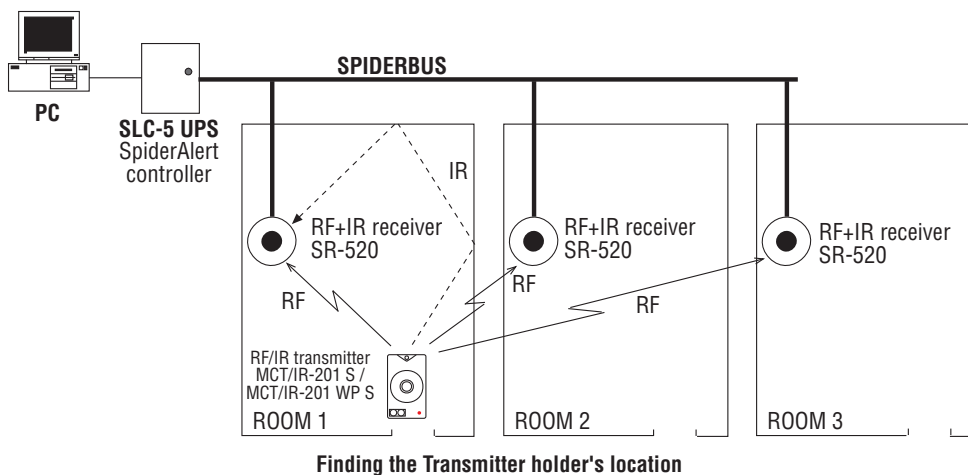 SPIDERBUS
PC
SLC-5 UPS
SpiderAlert
controller
IR
RF+IR receiver
SR-520
RF+IR receiver
SR-520
RF+IR receiver
SR-520
RF
RF
RF
RF/IR transmitter
MCT/IR-201 S /
MCT/IR-201 WP S
ROOM 1
ROOM 2
ROOM 3
Finding the Transmitter holder's location